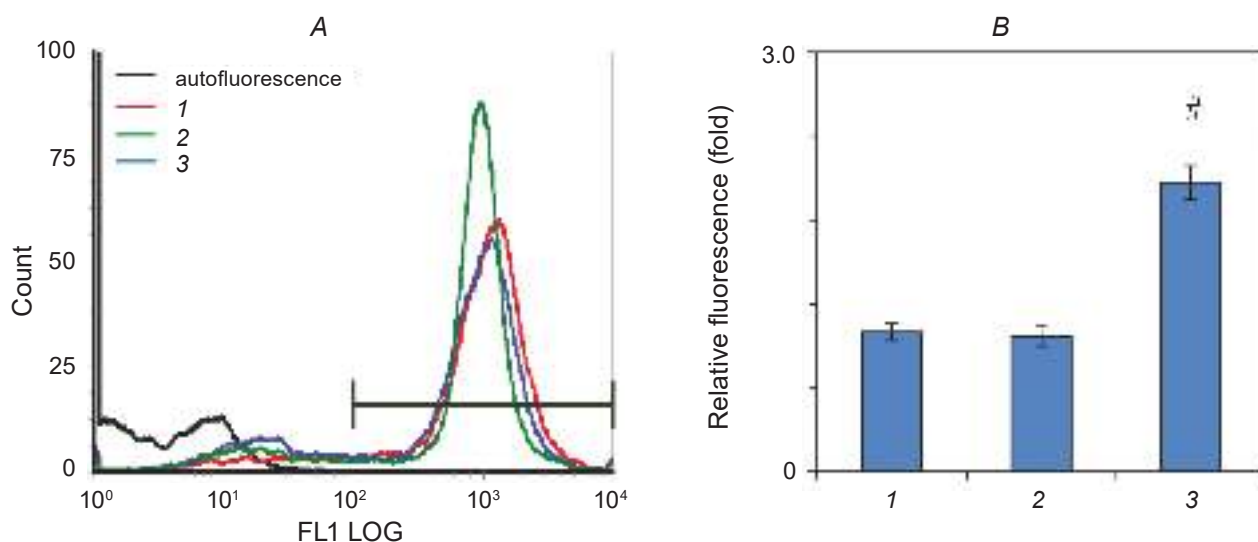 A
100
75
50
25
0
Count
autofluorescence
1
2
3
10⁰ 10¹ 10² 10³ 10⁴
FL1 LOG
B
3.0
0
Relative fluorescence (fold)
*
1 2 3